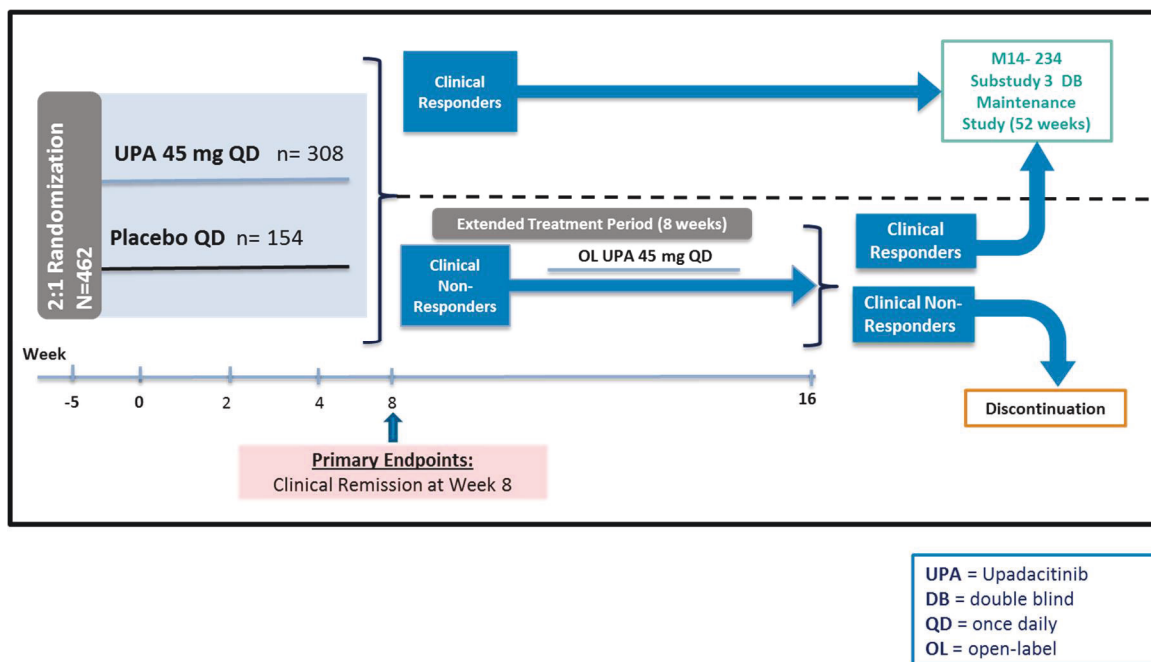 2:1 Randomization
N=462
UPA 45 mg QD n= 308
Placebo QD n= 154
Clinical
Responders
M14- 234
Substudy 3 DB
Maintenance
Study (52 weeks)
Extended Treatment Period (8 weeks)
Clinical
Non-
Responders
OL UPA 45 mg QD
Clinical
Responders
Clinical Non-
Responders
Discontinuation
Week
-5 0 2 4 8 16
Primary Endpoints:
Clinical Remission at Week 8
UPA = Upadacitinib
DB = double blind
QD = once daily
OL = open-label